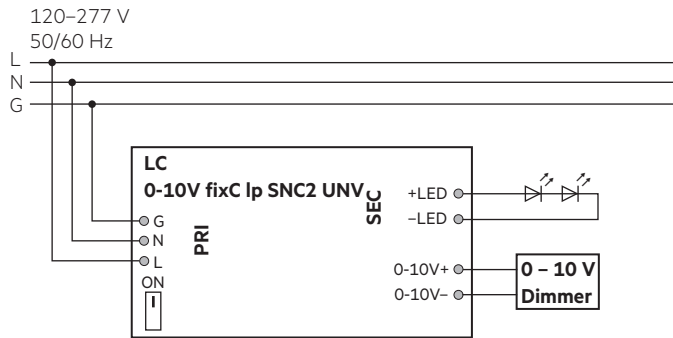 120–277 V
50/60 Hz
L
N
G
LC
0-10V fixC lp SNC2 UNV
PRI
SEC
G
N
L
ON
+LED
–LED
0-10V+
0-10V–
0 – 10 V
Dimmer